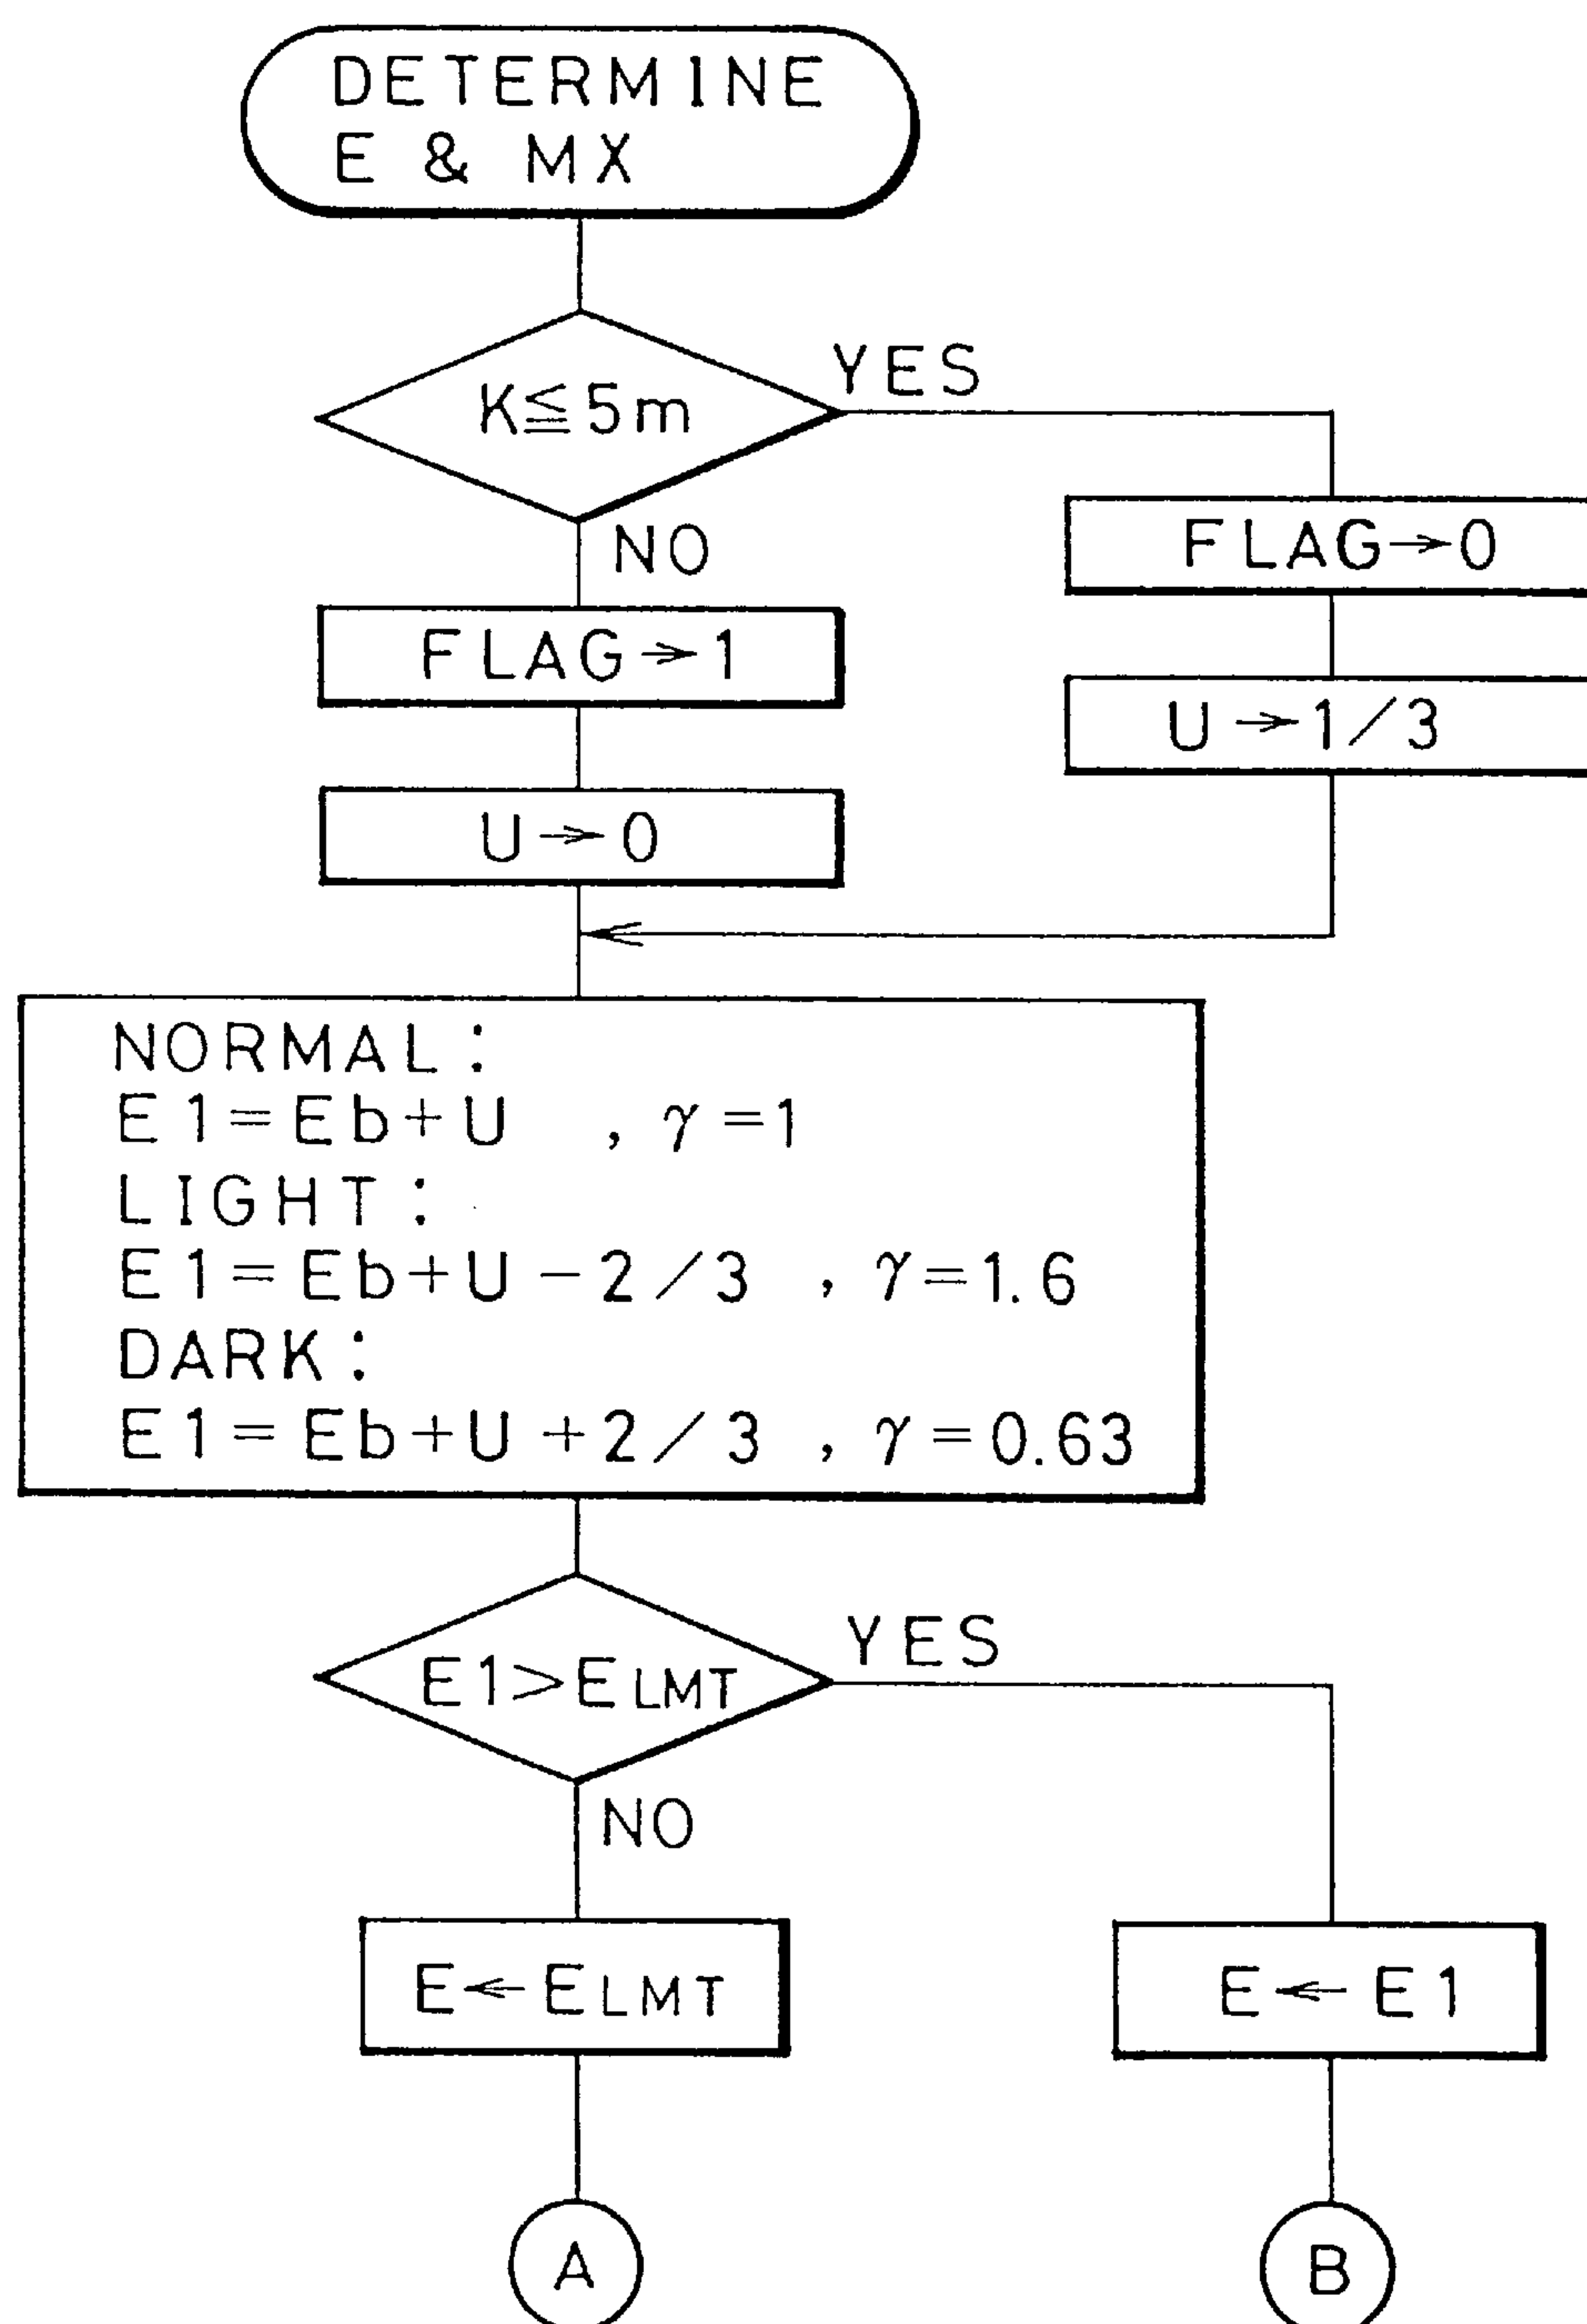 DETERMINE
E & MX
K≦5m
YES
NO
FLAG→0
FLAG→1
U→1/3
U→0
NORMAL:
E1=Eb+U , γ=1
LIGHT:
E1=Eb+U-2/3 , γ=1.6
DARK:
E1=Eb+U+2/3 , γ=0.63
E1>ELMT
YES
NO
E←ELMT
E←E1
A
B